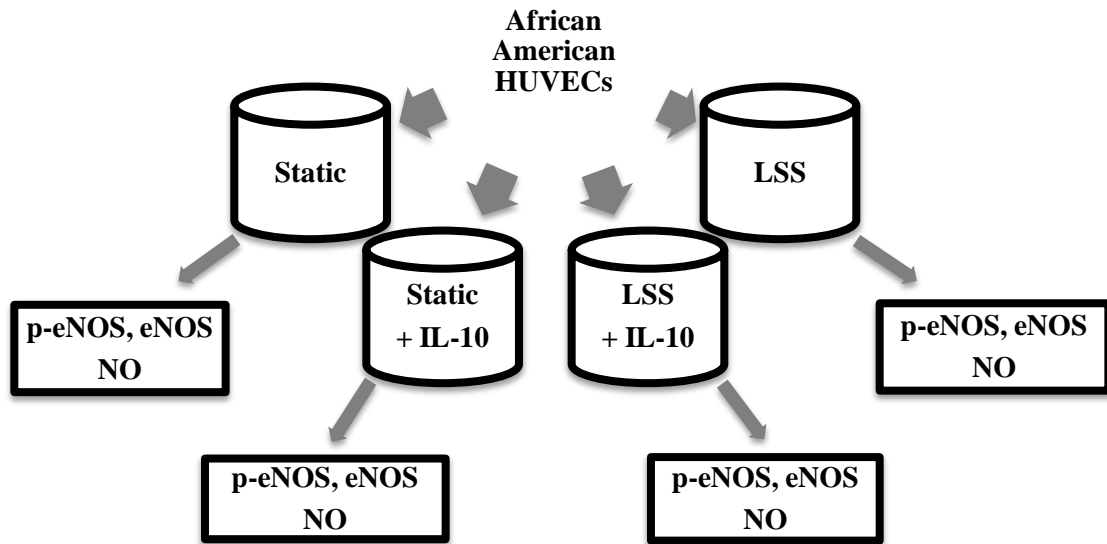 African
American
HUVECs
Static
LSS
Static
+ IL-10
LSS
+ IL-10
p-eNOS, eNOS
NO
p-eNOS, eNOS
NO
p-eNOS, eNOS
NO
p-eNOS, eNOS
NO